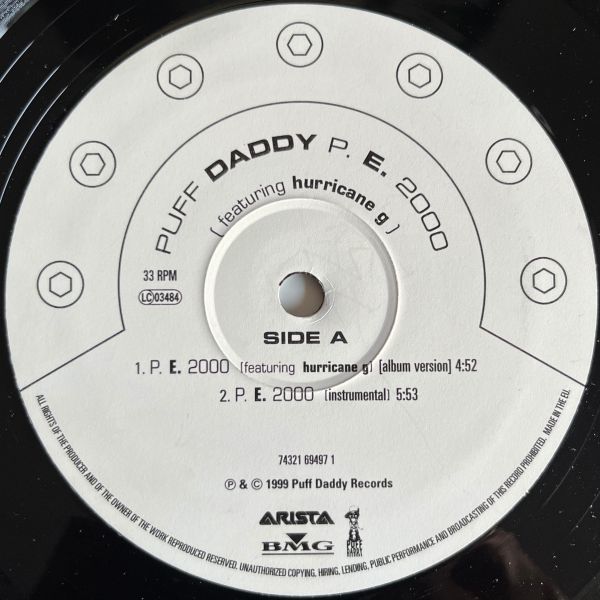 PUFF DADDY P. E. 2000
( featuring hurricane g )
33 RPM
LC 03484
SIDE A
1. P. E. 2000 (featuring hurricane g) [album version] 4:52
2. P. E. 2000 [instrumental] 5:53
74321 69497 1
℗ & © 1999 Puff Daddy Records
ARISTA
BMG
PUFF DADDY
ALL RIGHTS OF THE PRODUCER AND OF THE OWNER OF THE WORK REPRODUCED RESERVED. UNAUTHORIZED COPYING, HIRING, LENDING, PUBLIC PERFORMANCE AND BROADCASTING OF THIS RECORD PROHIBITED. MADE IN THE EU.